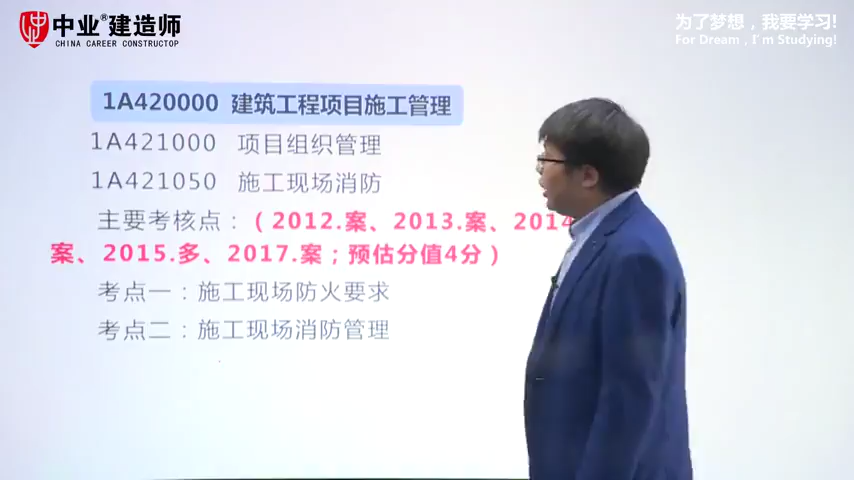 中业®建造师
CHINA CAREER CONSTRUCTOP
为了梦想，我要学习!
For Dream , I'm Studying!
1A420000 建筑工程项目施工管理
1A421000 项目组织管理
1A421050 施工现场消防
主要考核点：（2012.案、2013.案、2014
案、2015.多、2017.案；预估分值4分）
考点一：施工现场防火要求
考点二：施工现场消防管理